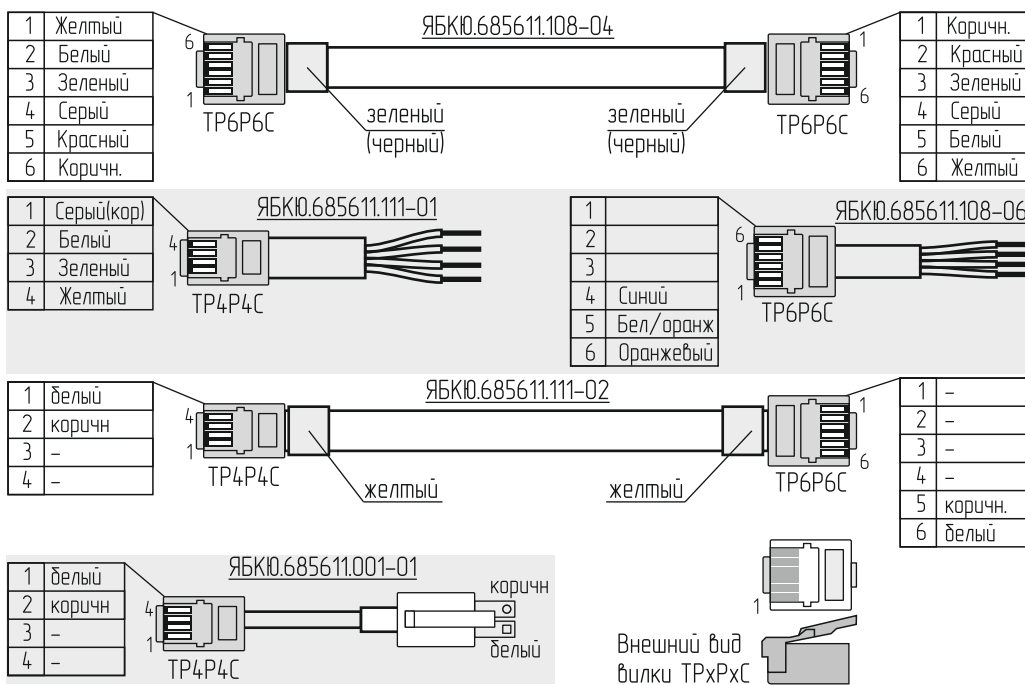 ЯБКЮ.685611.108-04
1 Желтый
2 Белый
3 Зеленый
4 Серый
5 Красный
6 Коричн.
6
1
TP6P6C
зеленый
(черный)
зеленый
(черный)
1
6
TP6P6C
1 Коричн.
2 Красный
3 Зеленый
4 Серый
5 Белый
6 Желтый
ЯБКЮ.685611.111-01
1 Серый(кор)
2 Белый
3 Зеленый
4 Желтый
4
1
TP4P4C
ЯБКЮ.685611.108-06
1
2
3
4 Синий
5 Бел/оранж
6 Оранжевый
6
1
TP6P6C
ЯБКЮ.685611.111-02
1 белый
2 коричн
3 -
4 -
4
1
TP4P4C
желтый
желтый
1
6
TP6P6C
1 -
2 -
3 -
4 -
5 коричн.
6 белый
ЯБКЮ.685611.001-01
1 белый
2 коричн
3 -
4 -
4
1
TP4P4C
коричн
белый
1
Внешний вид
вилки TPxPxC